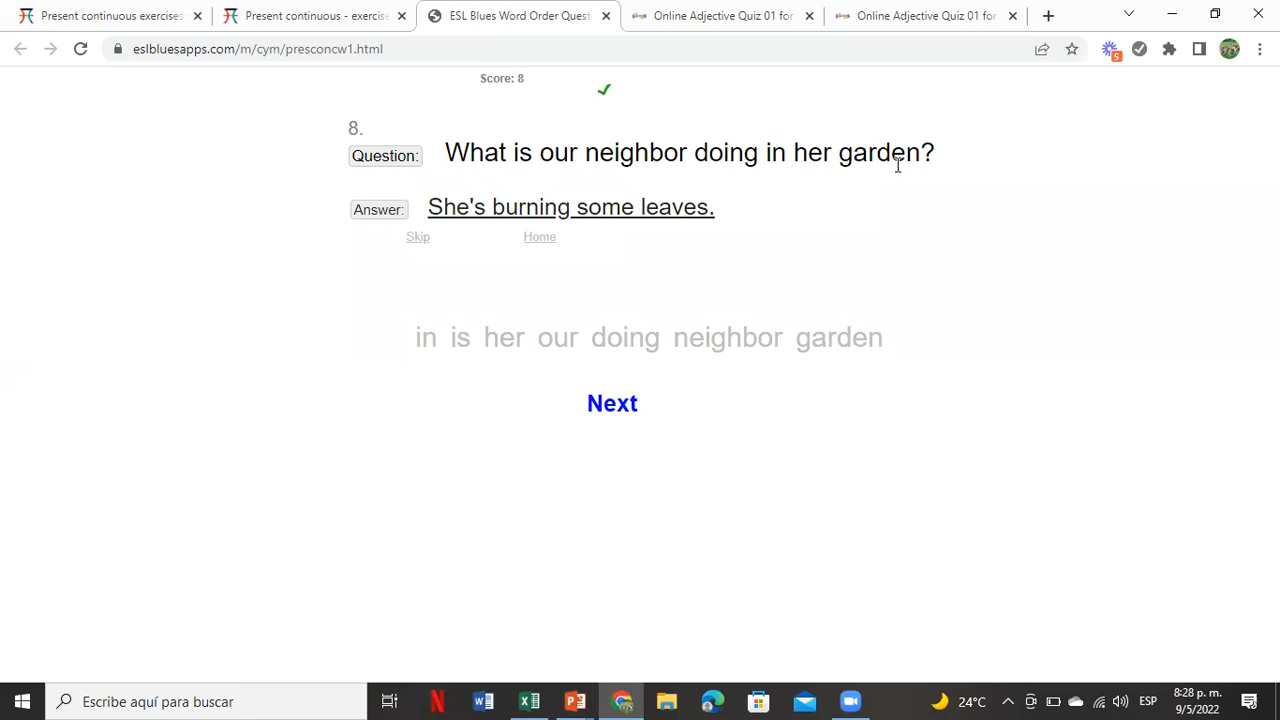 Present continuous exercises
Present continuous - exercise
ESL Blues Word Order Questi
Online Adjective Quiz 01 for
Online Adjective Quiz 01 for
eslbluesapps.com/m/cym/presconcw1.html
5
Score: 8
8.
Question: What is our neighbor doing in her garden?
Answer: She's burning some leaves.
Skip Home
in is her our doing neighbor garden
Next
Escribe aquí para buscar
24°C
ESP
8:28 p. m.
9/5/2022